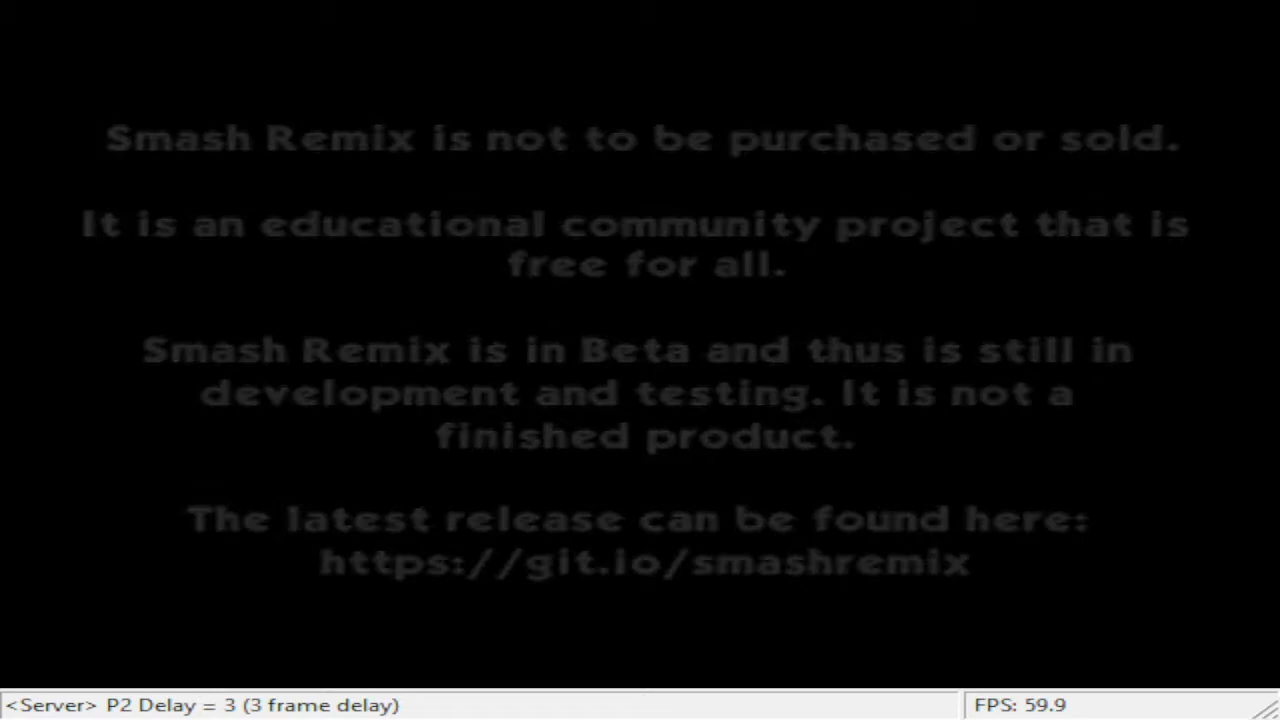 Smash Remix is not to be purchased or sold.
It is an educational community project that is
free for all.
Smash Remix is in Beta and thus is still in
development and testing. It is not a
finished product.
The latest release can be found here:
https://git.io/smashremix
<Server> P2 Delay = 3 (3 frame delay)
FPS: 59.9